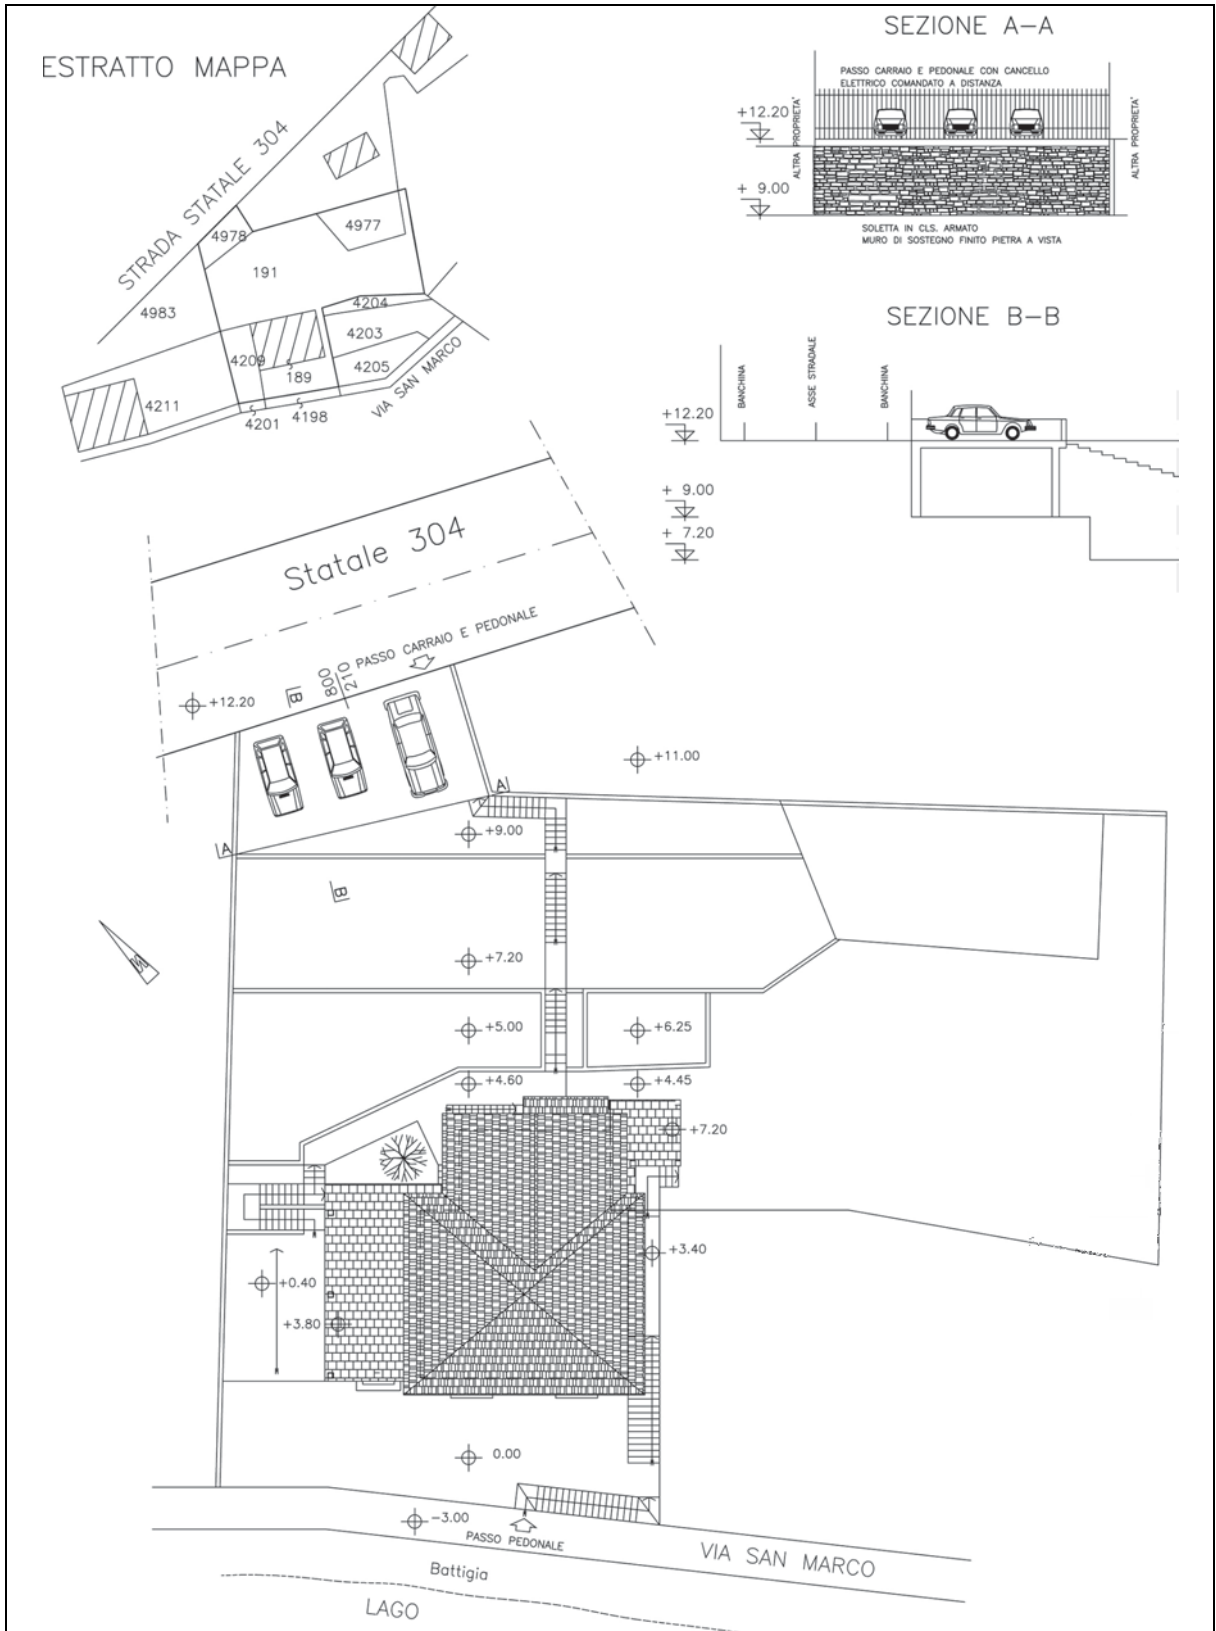 ESTRATTO MAPPA
STRADA STATALE 304
4978
4977
191
4983
4204
4203
4209
189
4205
4211
4201
4198
VIA SAN MARCO
SEZIONE A-A
PASSO CARRAIO E PEDONALE CON CANCELLO
ELETTRICO COMANDATO A DISTANZA
+12.20
ALTRA PROPRIETA'
ALTRA PROPRIETA'
+ 9.00
SOLETTA IN CLS. ARMATO
MURO DI SOSTEGNO FINITO PIETRA A VISTA
SEZIONE B-B
BANCHINA
ASSE STRADALE
BANCHINA
+12.20
+ 9.00
+ 7.20
Statale 304
PASSO CARRAIO E PEDONALE
800
210
B
+12.20
+11.00
A
+9.00
A
B
+7.20
+5.00
+6.25
+4.60
+4.45
+7.20
+3.40
+0.40
+3.80
0.00
-3.00
PASSO PEDONALE
VIA SAN MARCO
Battigia
LAGO